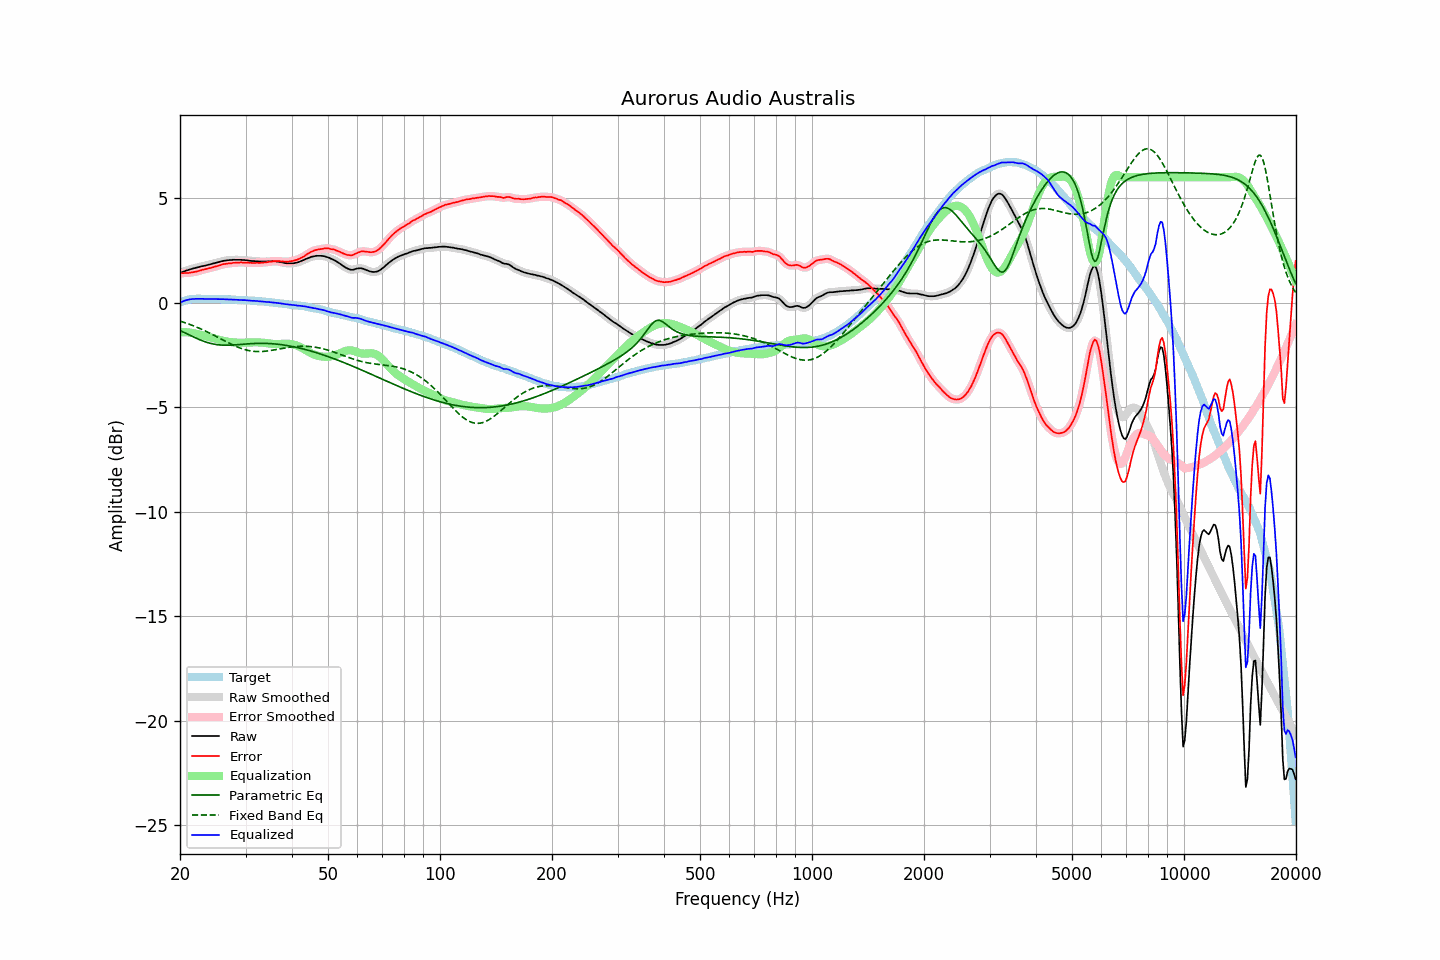 Aurorus Audio Australis
Amplitude (dBr)
5
0
−5
−10
−15
−20
−25
Target
Raw Smoothed
Error Smoothed
Raw
Error
Equalization
Parametric Eq
Fixed Band Eq
Equalized
20 50 100 200 500 1000 2000 5000 10000 20000
Frequency (Hz)